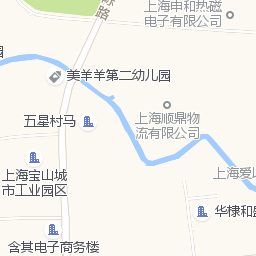 上海申和热磁
电子有限公司
路
园
美羊羊第二幼儿园
上海顺鼎物
流有限公司
五星村马
上海宝山城
市工业园区
上海爱
华棣和
含其电子商务楼